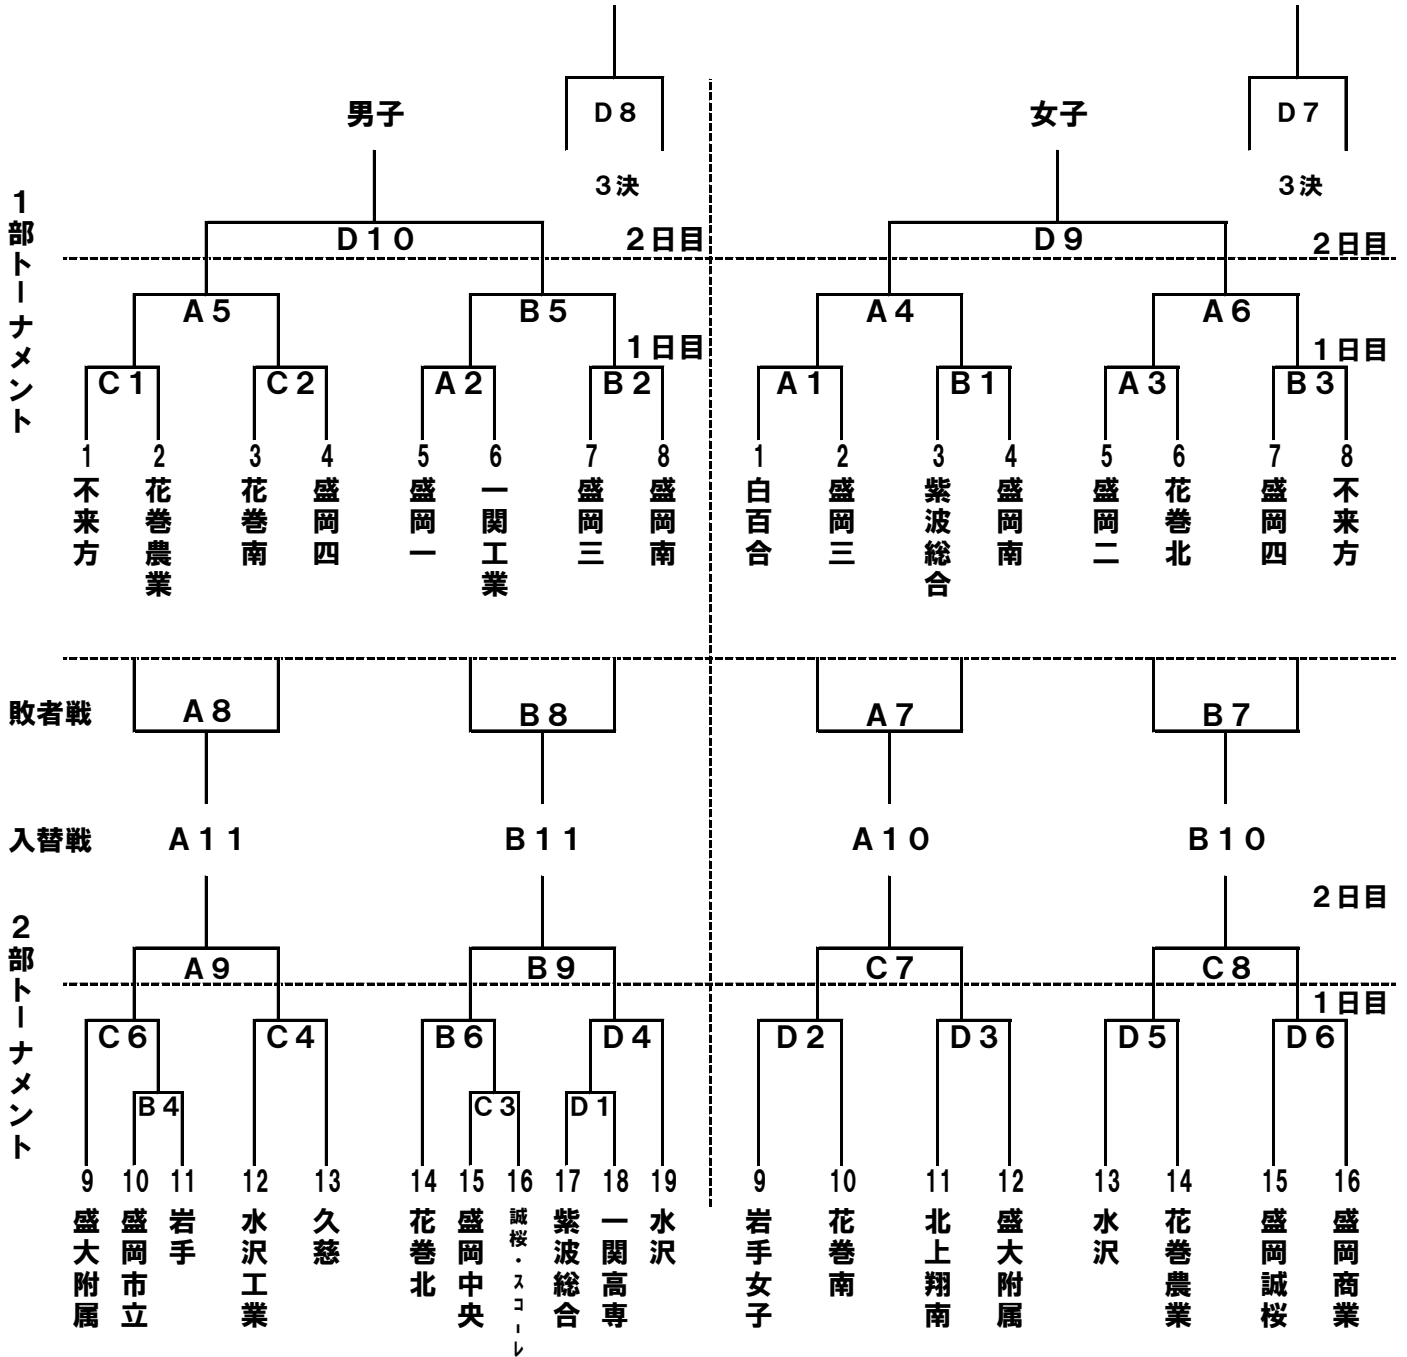 男子
D8
3決
女子
D7
3決
1部トーナメント
D10
2日目
D9
2日目
A5
B5
1日目
A4
A6
1日目
C1
C2
A2
B2
A1
B1
A3
B3
1 2 3 4 5 6 7 8
1 2 3 4 5 6 7 8
不来方
花巻農業
花巻南
盛岡四
盛岡一
一関工業
盛岡三
盛岡南
白百合
盛岡三
紫波総合
盛岡南
盛岡二
花巻北
盛岡四
不来方
敗者戦
A8
B8
A7
B7
入替戦
A11
B11
A10
B10
2日目
2部トーナメント
A9
B9
C7
C8
1日目
C6
C4
B6
D4
D2
D3
D5
D6
B4
C3
D1
9 10 11 12 13 14 15 16 17 18 19
9 10 11 12 13 14 15 16
盛大附属
盛岡市立
岩手
水沢工業
久慈
花巻北
盛岡中央
誠桜・スコーレ
紫波総合
一関高専
水沢
岩手女子
花巻南
北上翔南
盛大附属
水沢
花巻農業
盛岡誠桜
盛岡商業